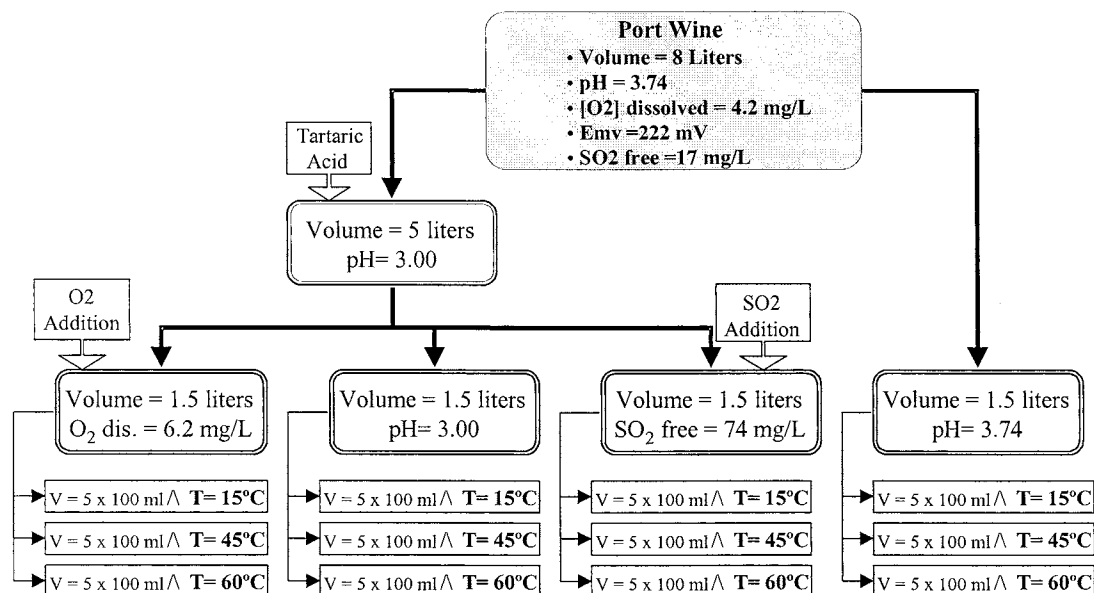 Port Wine
· Volume = 8 Liters
· pH = 3.74
· [O2] dissolved = 4.2 mg/L
· Emv =222 mV
· SO2 free =17 mg/L
Tartaric
Acid
Volume = 5 liters
pH= 3.00
O2
Addition
SO2
Addition
Volume = 1.5 liters
O₂ dis. = 6.2 mg/L
Volume = 1.5 liters
pH= 3.00
Volume = 1.5 liters
SO₂ free = 74 mg/L
Volume = 1.5 liters
pH= 3.74
V = 5 x 100 ml /\ T= 15ºC
V = 5 x 100 ml /\ T= 45ºC
V = 5 x 100 ml /\ T= 60ºC
V = 5 x 100 ml /\ T= 15ºC
V = 5 x 100 ml /\ T= 45ºC
V = 5 x 100 ml /\ T= 60ºC
V = 5 x 100 ml /\ T= 15ºC
V = 5 x 100 ml /\ T= 45ºC
V = 5 x 100 ml /\ T= 60ºC
V = 5 x 100 ml /\ T= 15ºC
V = 5 x 100 ml /\ T= 45ºC
V = 5 x 100 ml /\ T= 60ºC